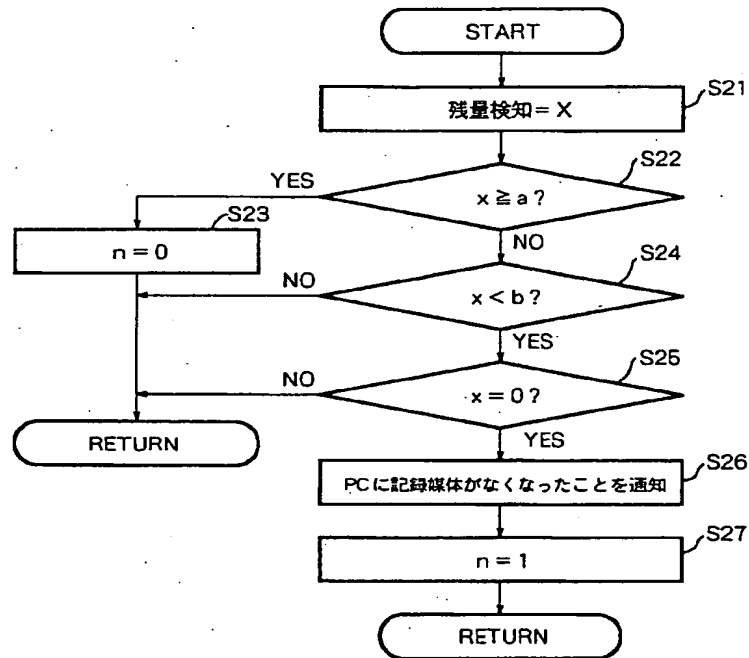 START
S21
残量検知=X
S22
YES
x≧a?
S23
n=0
NO
S24
NO
x<b?
YES
S25
NO
x=0?
RETURN
YES
S26
PCに記録媒体がなくなったことを通知
S27
n=1
RETURN